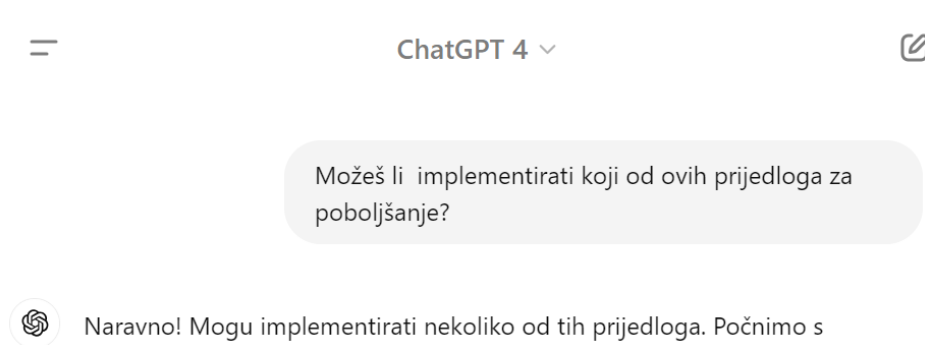 ChatGPT 4
Možeš li  implementirati koji od ovih prijedloga za
poboljšanje?
Naravno! Mogu implementirati nekoliko od tih prijedloga. Počnimo s